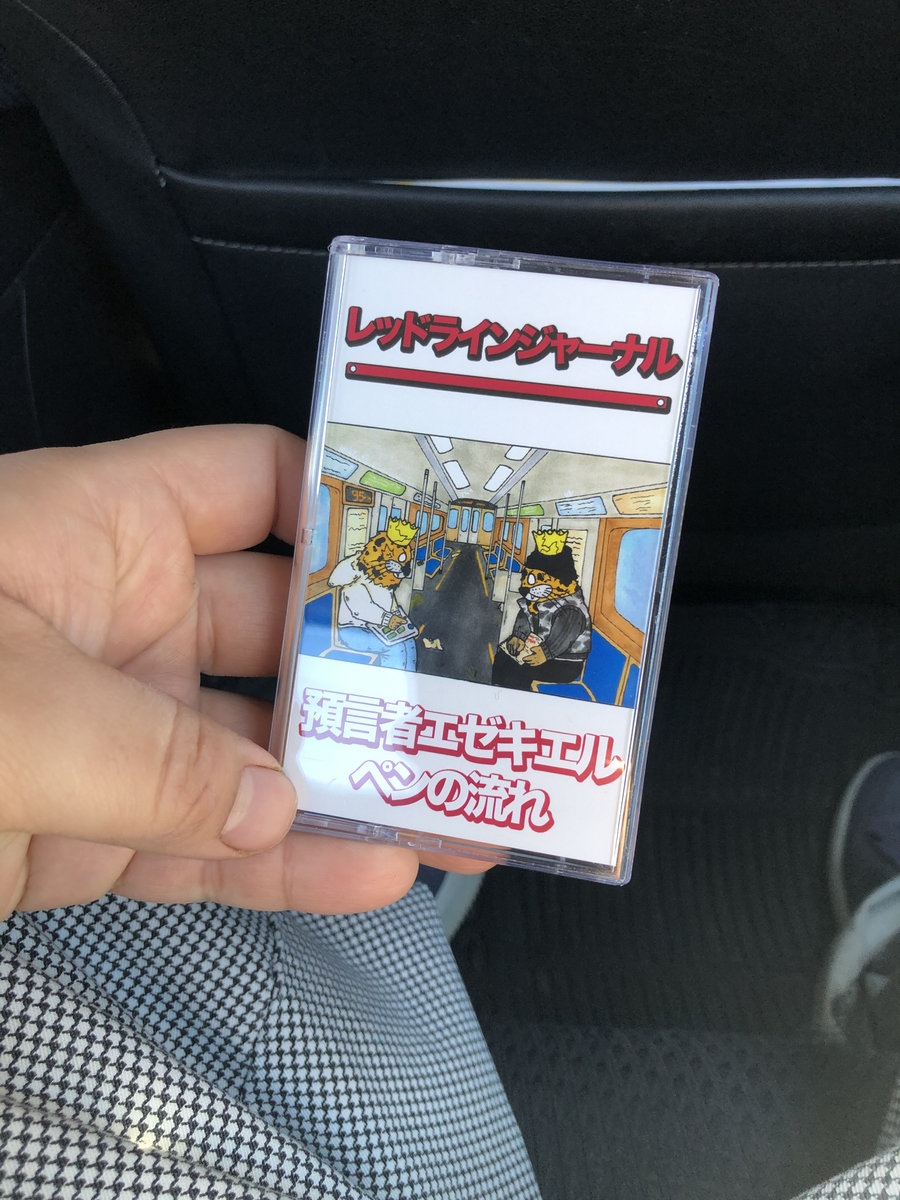 レッドラインジャーナル
95th
預言者エゼキエル
ペンの流れ